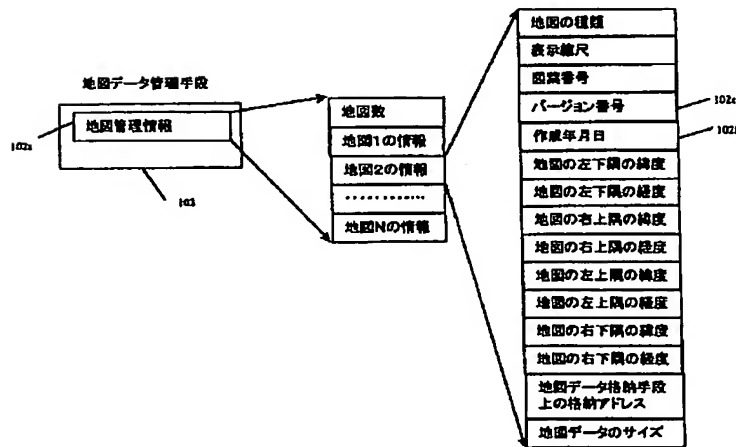 地図データ管理手段
地図管理情報
102a
103
地図数
地図1の情報
地図2の情報
・・・・・・・・・・・・・
地図Nの情報
地図の種類
表示縮尺
図葉番号
バージョン番号
102e
作成年月日
102f
地図の左下隅の緯度
地図の左下隅の経度
地図の右上隅の緯度
地図の右上隅の経度
地図の左上隅の緯度
地図の左上隅の経度
地図の右下隅の緯度
地図の右下隅の経度
地図データ格納手段
上の格納アドレス
地図データのサイズ